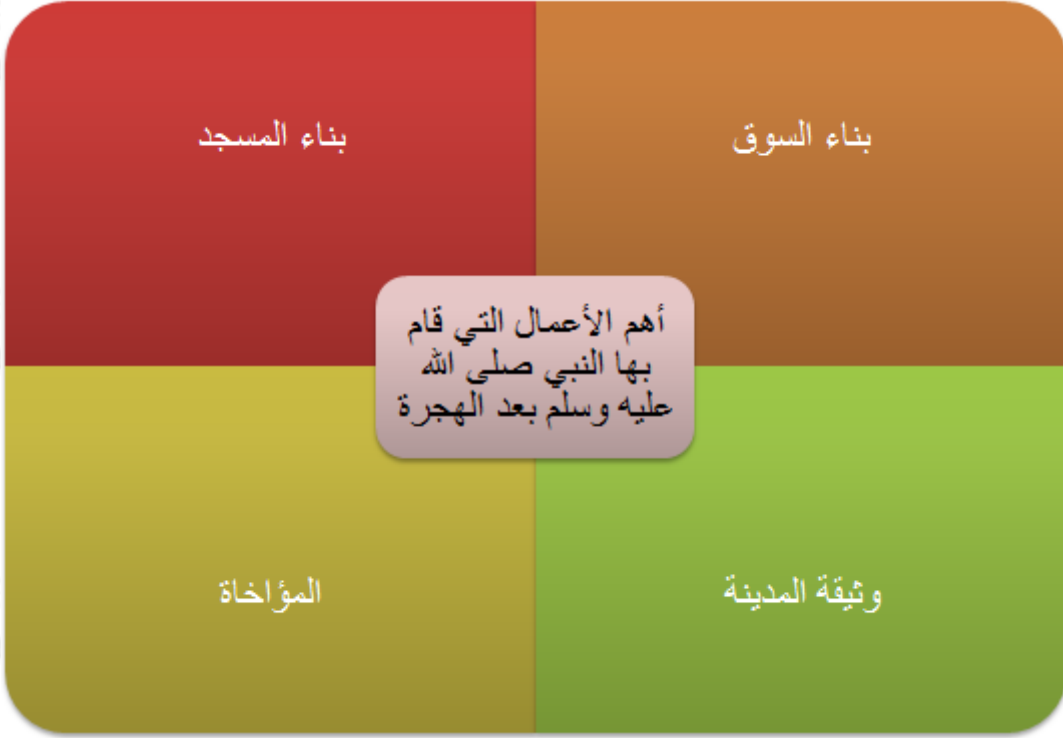 بناء السوق
بناء المسجد
أهم الأعمال التي قام
بها النبي صلى الله
عليه وسلم بعد الهجرة
وثيقة المدينة
المؤاخاة